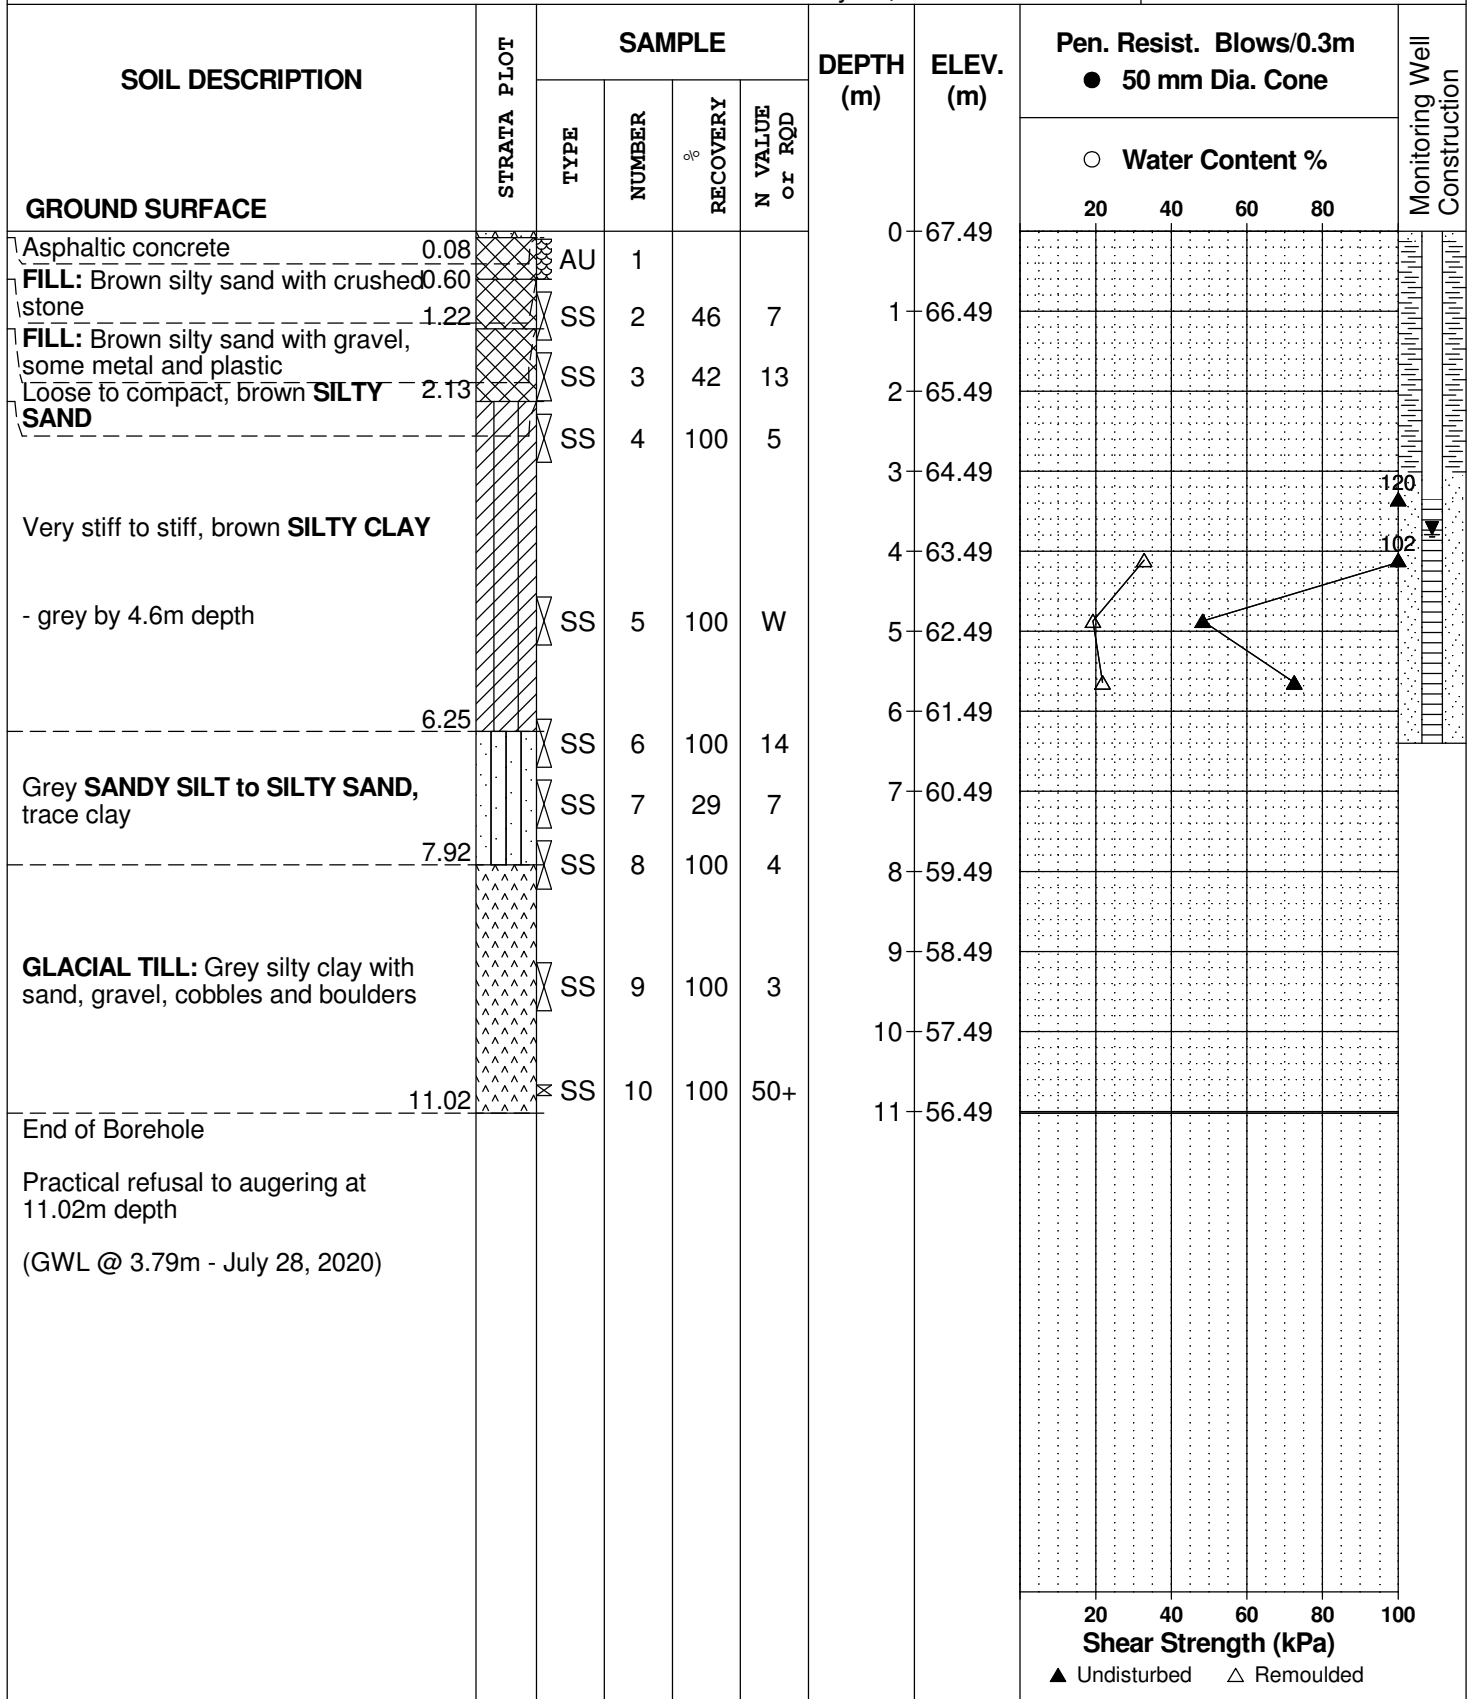 SOIL DESCRIPTION
GROUND SURFACE
STRATA PLOT
SAMPLE
TYPE
NUMBER
% RECOVERY
N VALUE or RQD
DEPTH (m)
ELEV. (m)
Pen. Resist. Blows/0.3m
● 50 mm Dia. Cone
○ Water Content %
20 40 60 80
Monitoring Well Construction
0 67.49
Asphaltic concrete 0.08
AU 1
FILL: Brown silty sand with crushed 0.60
stone
1.22
SS 2 46 7
1 66.49
FILL: Brown silty sand with gravel,
some metal and plastic
SS 3 42 13
Loose to compact, brown SILTY 2.13
SAND
2 65.49
SS 4 100 5
3 64.49
120
Very stiff to stiff, brown SILTY CLAY
102
4 63.49
- grey by 4.6m depth
SS 5 100 W
5 62.49
6.25
6 61.49
SS 6 100 14
Grey SANDY SILT to SILTY SAND,
trace clay
7 60.49
SS 7 29 7
7.92
SS 8 100 4
8 59.49
9 58.49
GLACIAL TILL: Grey silty clay with
sand, gravel, cobbles and boulders
SS 9 100 3
10 57.49
SS 10 100 50+
11.02
11 56.49
End of Borehole
Practical refusal to augering at
11.02m depth
(GWL @ 3.79m - July 28, 2020)
20 40 60 80 100
Shear Strength (kPa)
▲ Undisturbed △ Remoulded